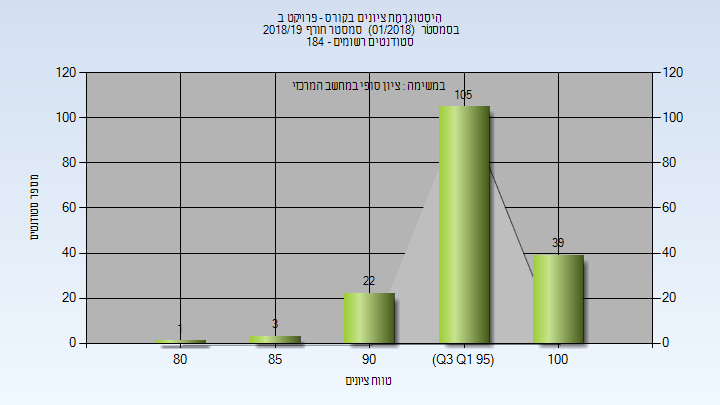 היסטוגרמת ציונים בקורס - פרויקט ב
בסמסטר (01/2018) סמסטר חורף 2018/19
סטודנטים רשומים - 184
במשימה : ציון סופי במחשב המרכזי
120 120
100 100
80 80
60 60
40 40
20 20
0 0
מספר סטודנטים
1 3 22 105 39
80 85 90 (Q3 Q1 95) 100
טווח ציונים